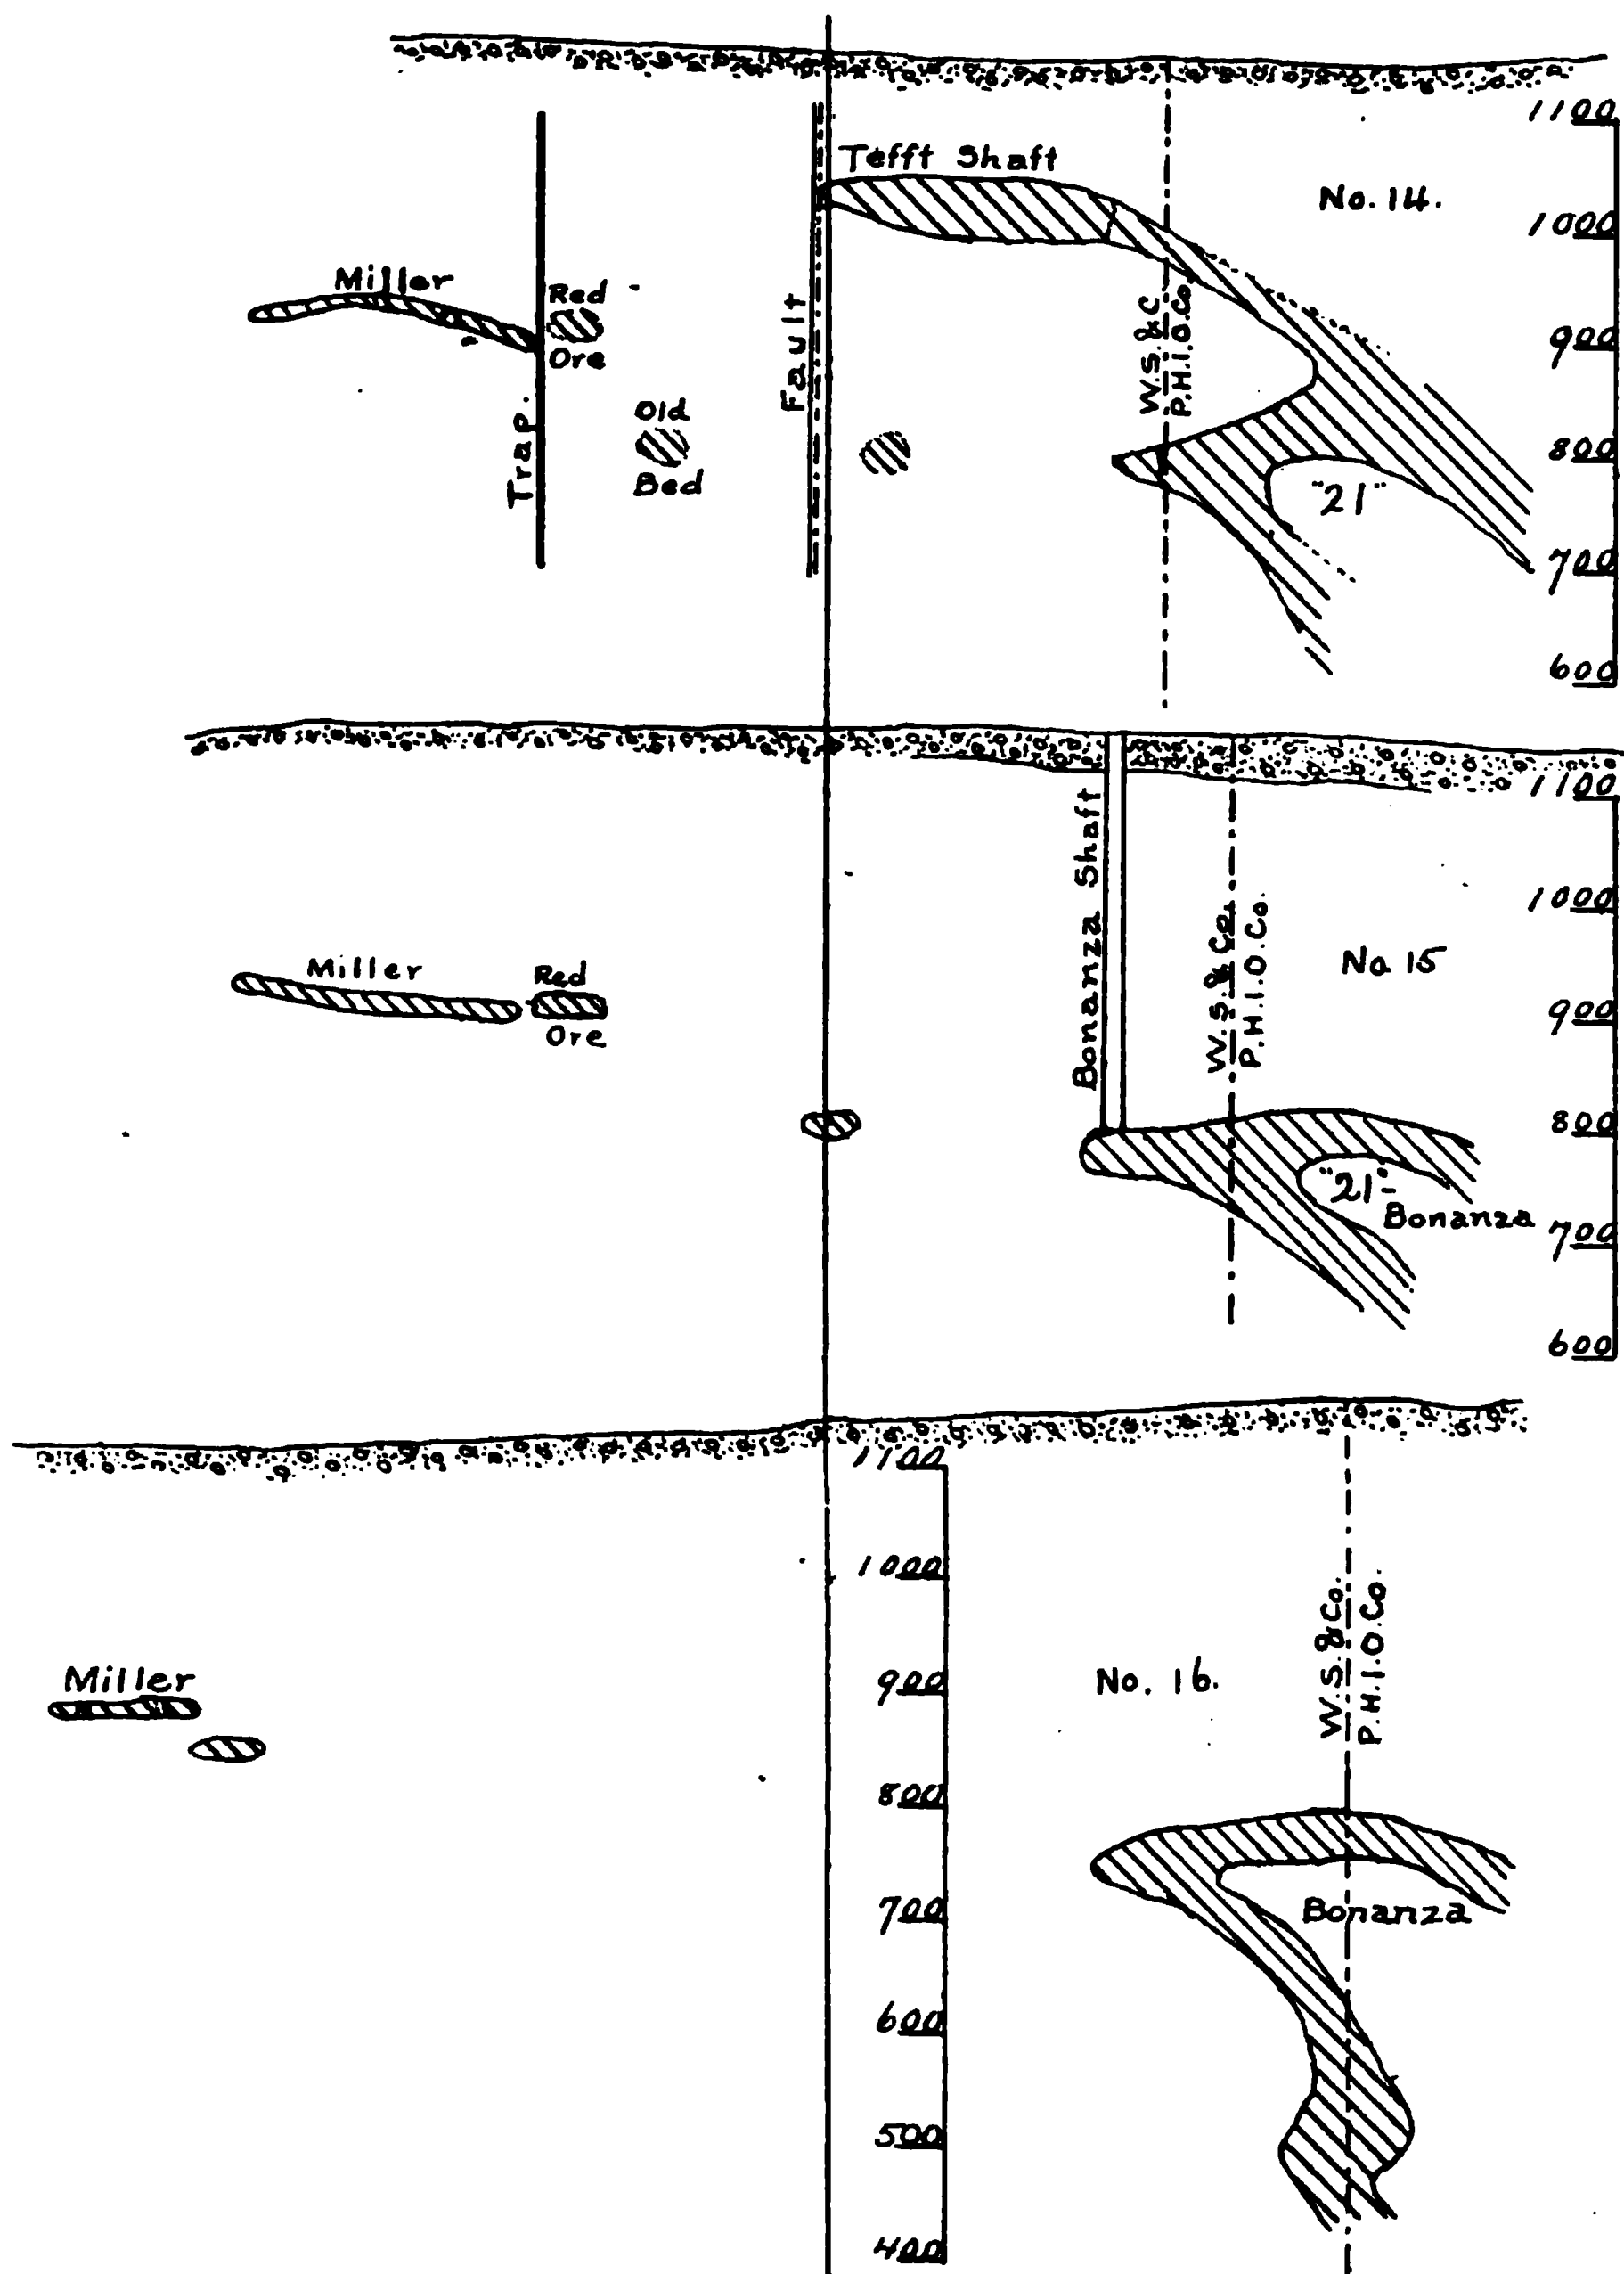 1100
Tefft Shaft
No. 14.
1000
Miller
Red
Ore
Fault
W.S. & C
P.H.I.O.Co.
900
Trap.
Old
Bed
800
"21"
700
600
1100
Bonanza Shaft
1000
W.S. & Co.
P.H.I.O.Co.
No 15
Miller
Red
Ore
900
800
"21"-
Bonanza
700
600
1100
1000
W.S. & Co.
P.H.I.O.Co.
Miller
900
No. 16.
800
700
Bonanza
600
500
400